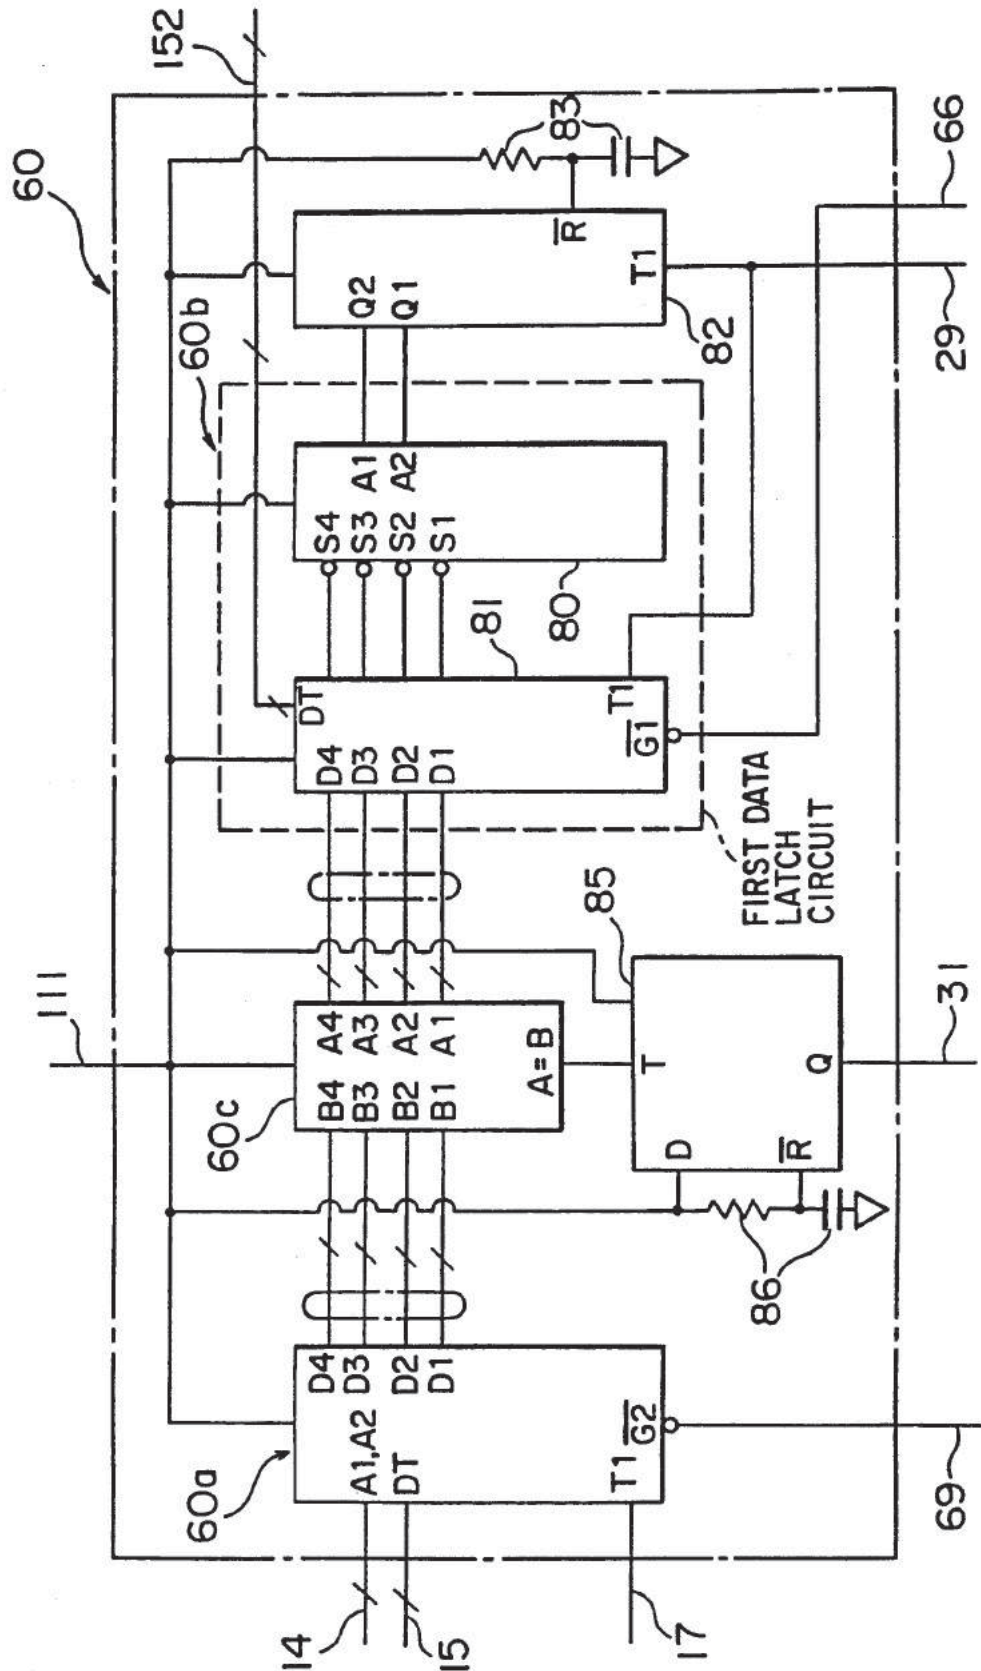 60
111
152
60a
60c
60b
14
15
17
A1,A2
DT
T1
G2
D4
D3
D2
D1
69
B4 A4
B3 A3
B2 A2
B1 A1
A=B
85
D
T
R
Q
86
31
D4
D3
D2
D1
DT
T1
G1
81
S4
S3 A1
S2 A2
S1
80
FIRST DATA
LATCH
CIRCUIT
Q2
Q1
R
T1
82
83
29
66